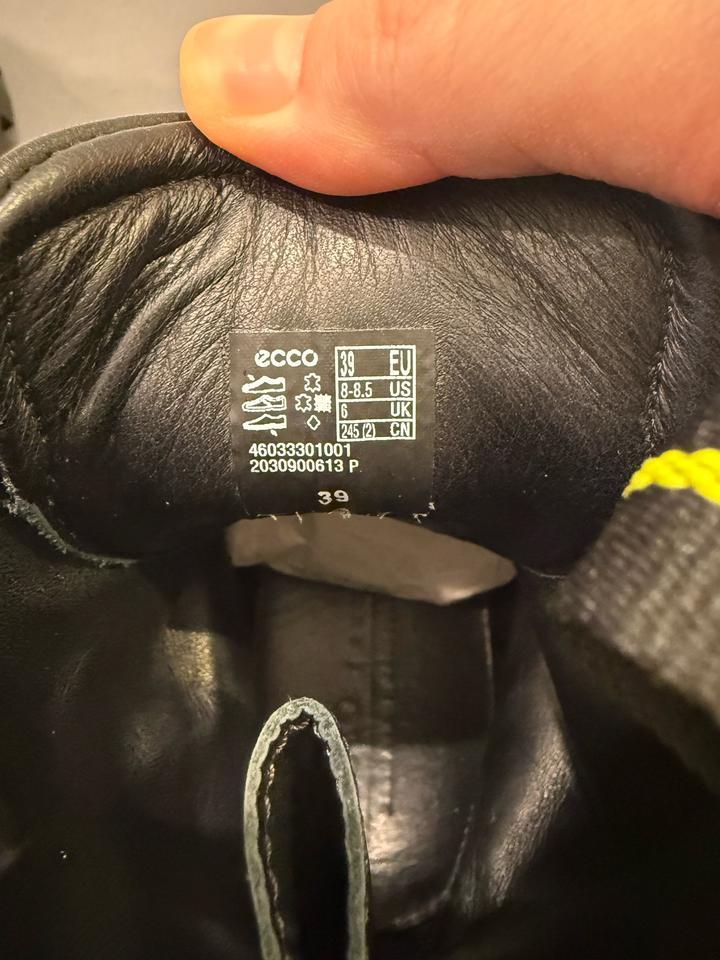 ecco
39 EU
8-8.5 US
6 UK
245 (2) CN
46033301001
2030900613 P
39